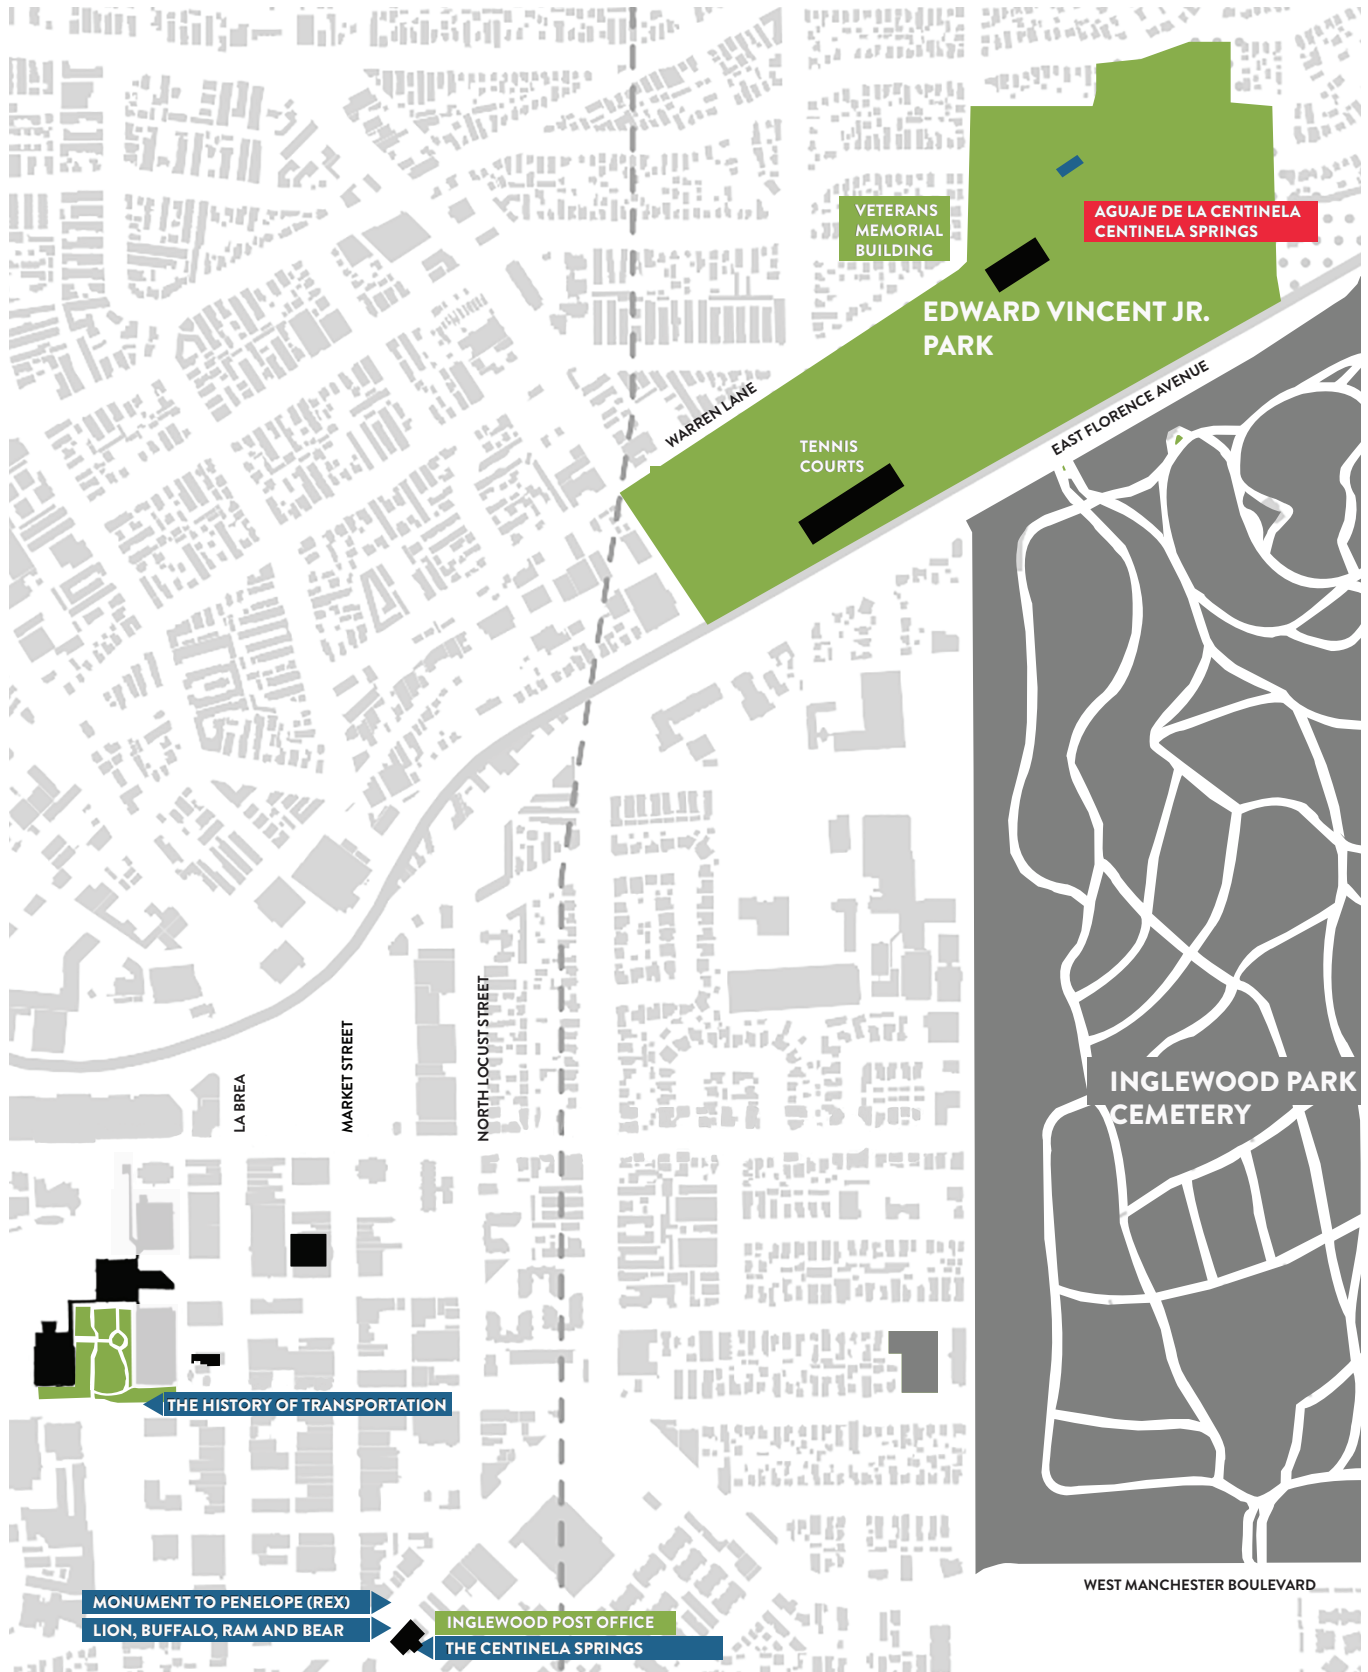 VETERANS
MEMORIAL
BUILDING
AGUAJE DE LA CENTINELA
CENTINELA SPRINGS
EDWARD VINCENT JR.
PARK
WARREN LANE
EAST FLORENCE AVENUE
TENNIS
COURTS
LA BREA
MARKET STREET
NORTH LOCUST STREET
INGLEWOOD PARK
CEMETERY
THE HISTORY OF TRANSPORTATION
WEST MANCHESTER BOULEVARD
MONUMENT TO PENELOPE (REX)
LION, BUFFALO, RAM AND BEAR
INGLEWOOD POST OFFICE
THE CENTINELA SPRINGS